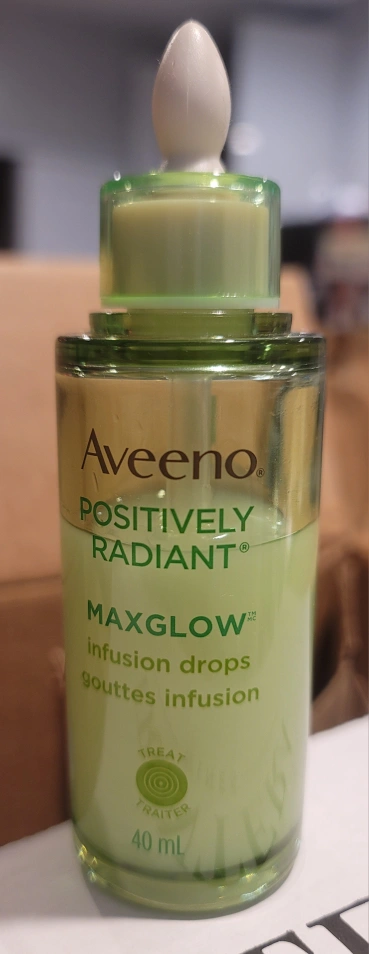 Aveeno®
POSITIVELY
RADIANT®
MAXGLOW™ MC
infusion drops
gouttes infusion
TREAT
TRAITER
40 mL